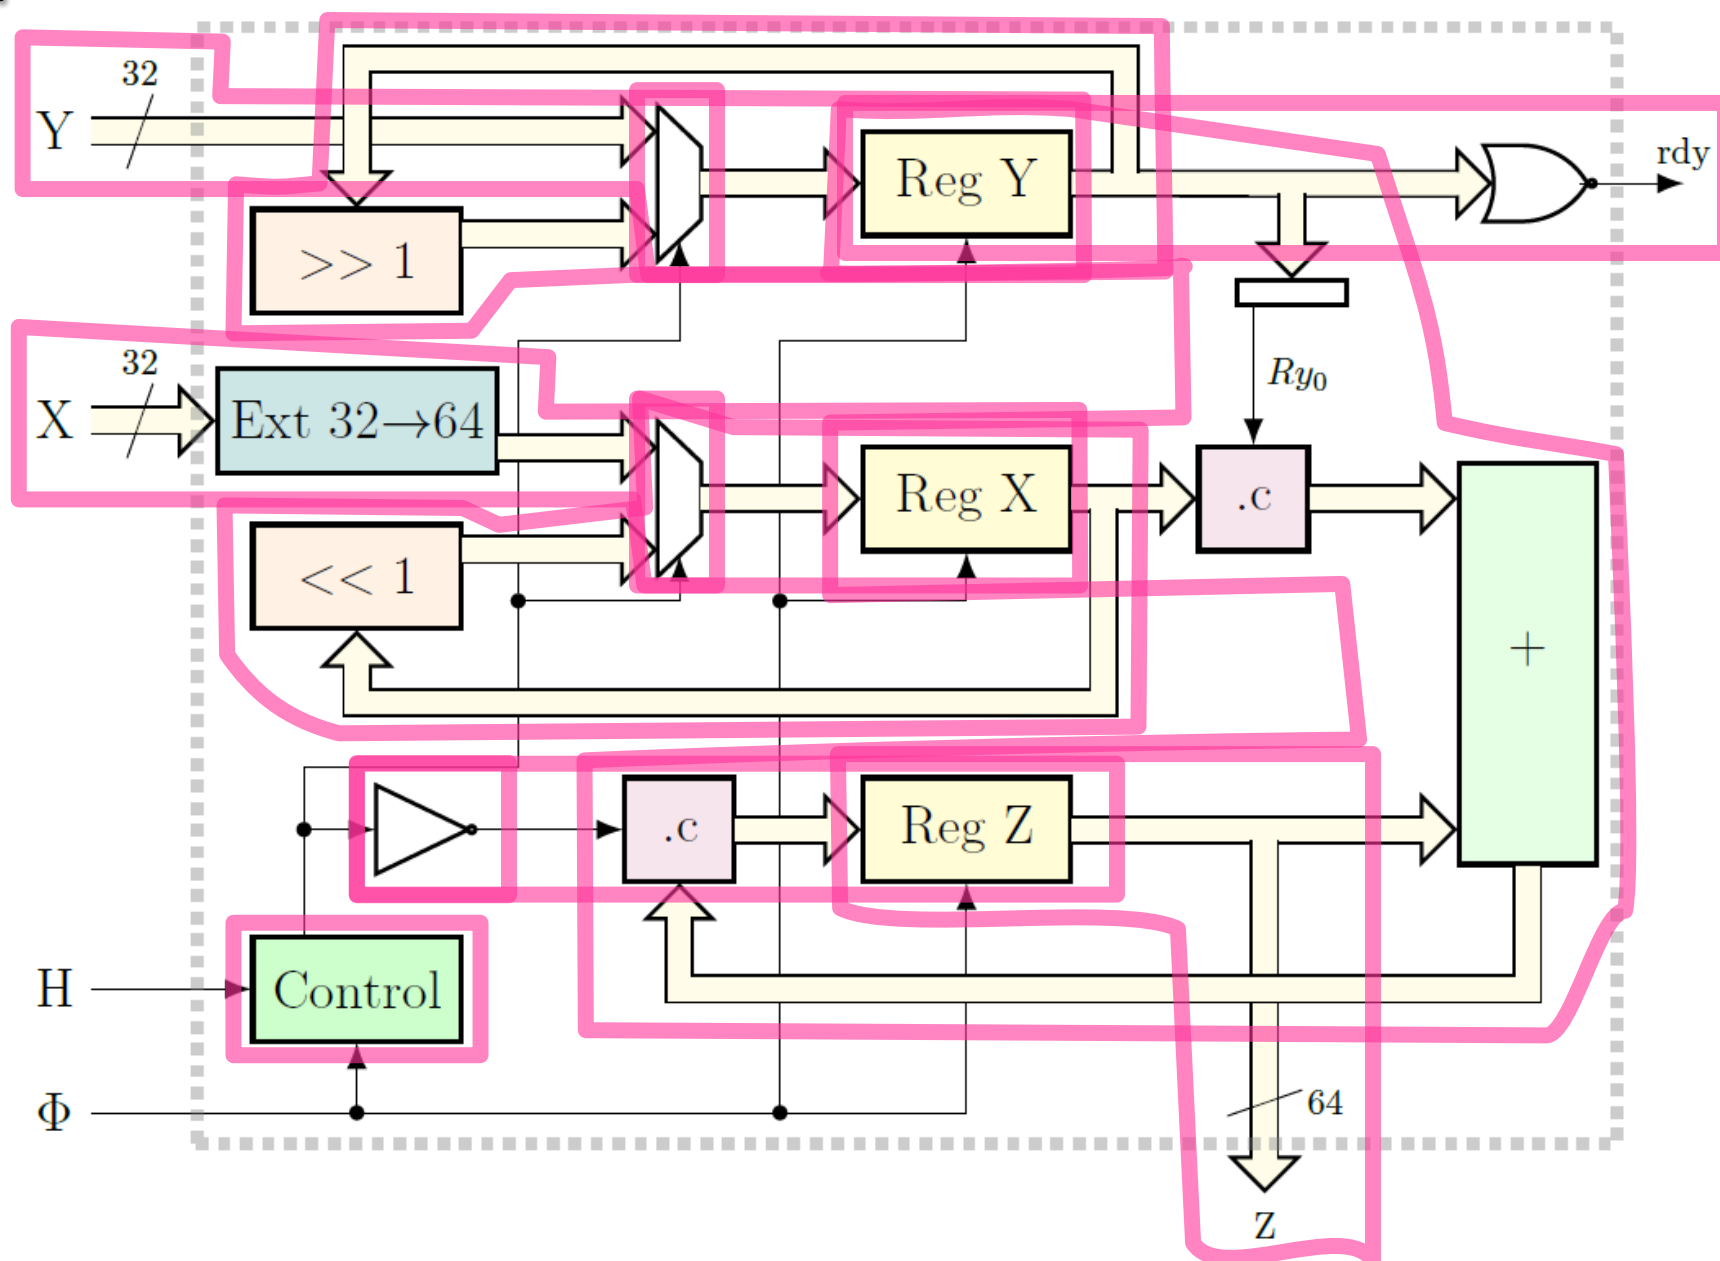 32
Y
Reg Y
rdy
>> 1
32
Ry0
X
Ext 32→64
Reg X
.c
<< 1
+
.c
Reg Z
H
Control
64
Φ
Z